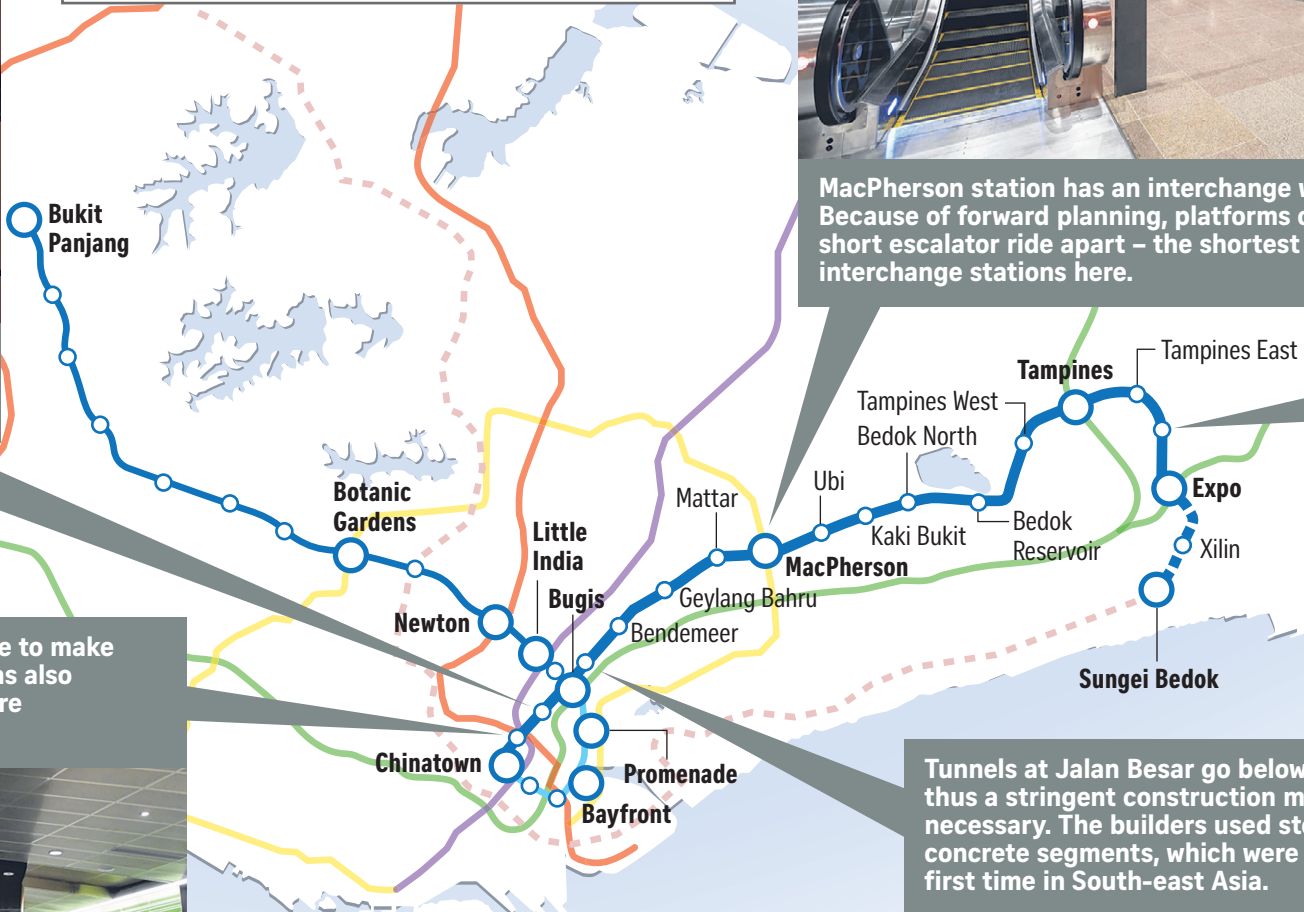 MacPherson station has an interchange
Because of forward planning, platforms
short escalator ride apart – the shortest
interchange stations here.
Bukit
Panjang
Tampines East
Tampines
Tampines West
Bedok North
Botanic
Gardens
Ubi
Mattar
Expo
Little
India
Bedok
Reservoir
Kaki Bukit
Xilin
MacPherson
Bugis
Geylang Bahru
Newton
Bendemeer
Sungei Bedok
e to make
as also
re
Chinatown
Promenade
Bayfront
Tunnels at Jalan Besar go below
thus a stringent construction
necessary. The builders used
concrete segments, which were
first time in South-east Asia.